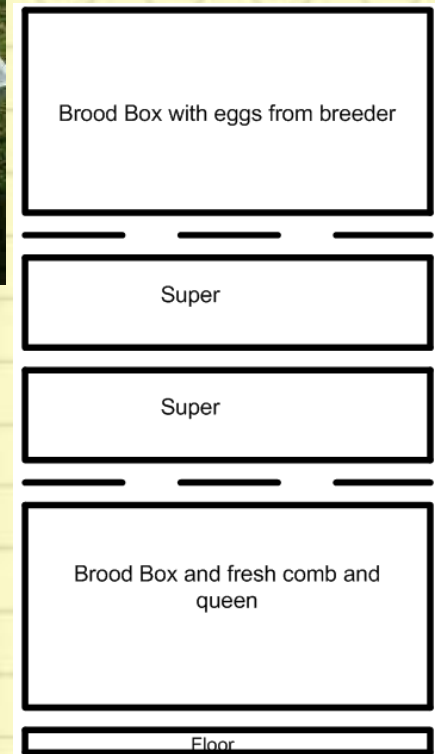 Brood Box with eggs from breeder
Super
Super
Brood Box and fresh comb and
queen
Floor